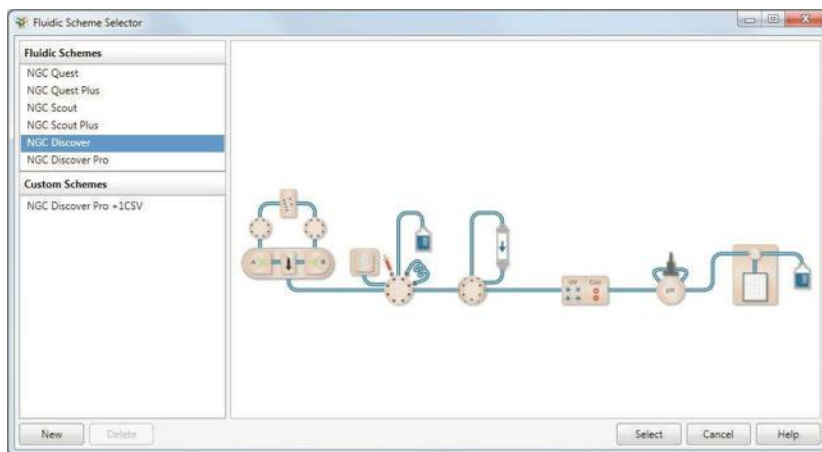 Fluidic Scheme Selector
Fluidic Schemes
NGC Quest
NGC Quest Plus
NGC Scout
NGC Scout Plus
NGC Discover
NGC Discover Pro
Custom Schemes
NGC Discover Pro +1CSV
A
B
UV
Con
pH
New
Delete
Select
Cancel
Help